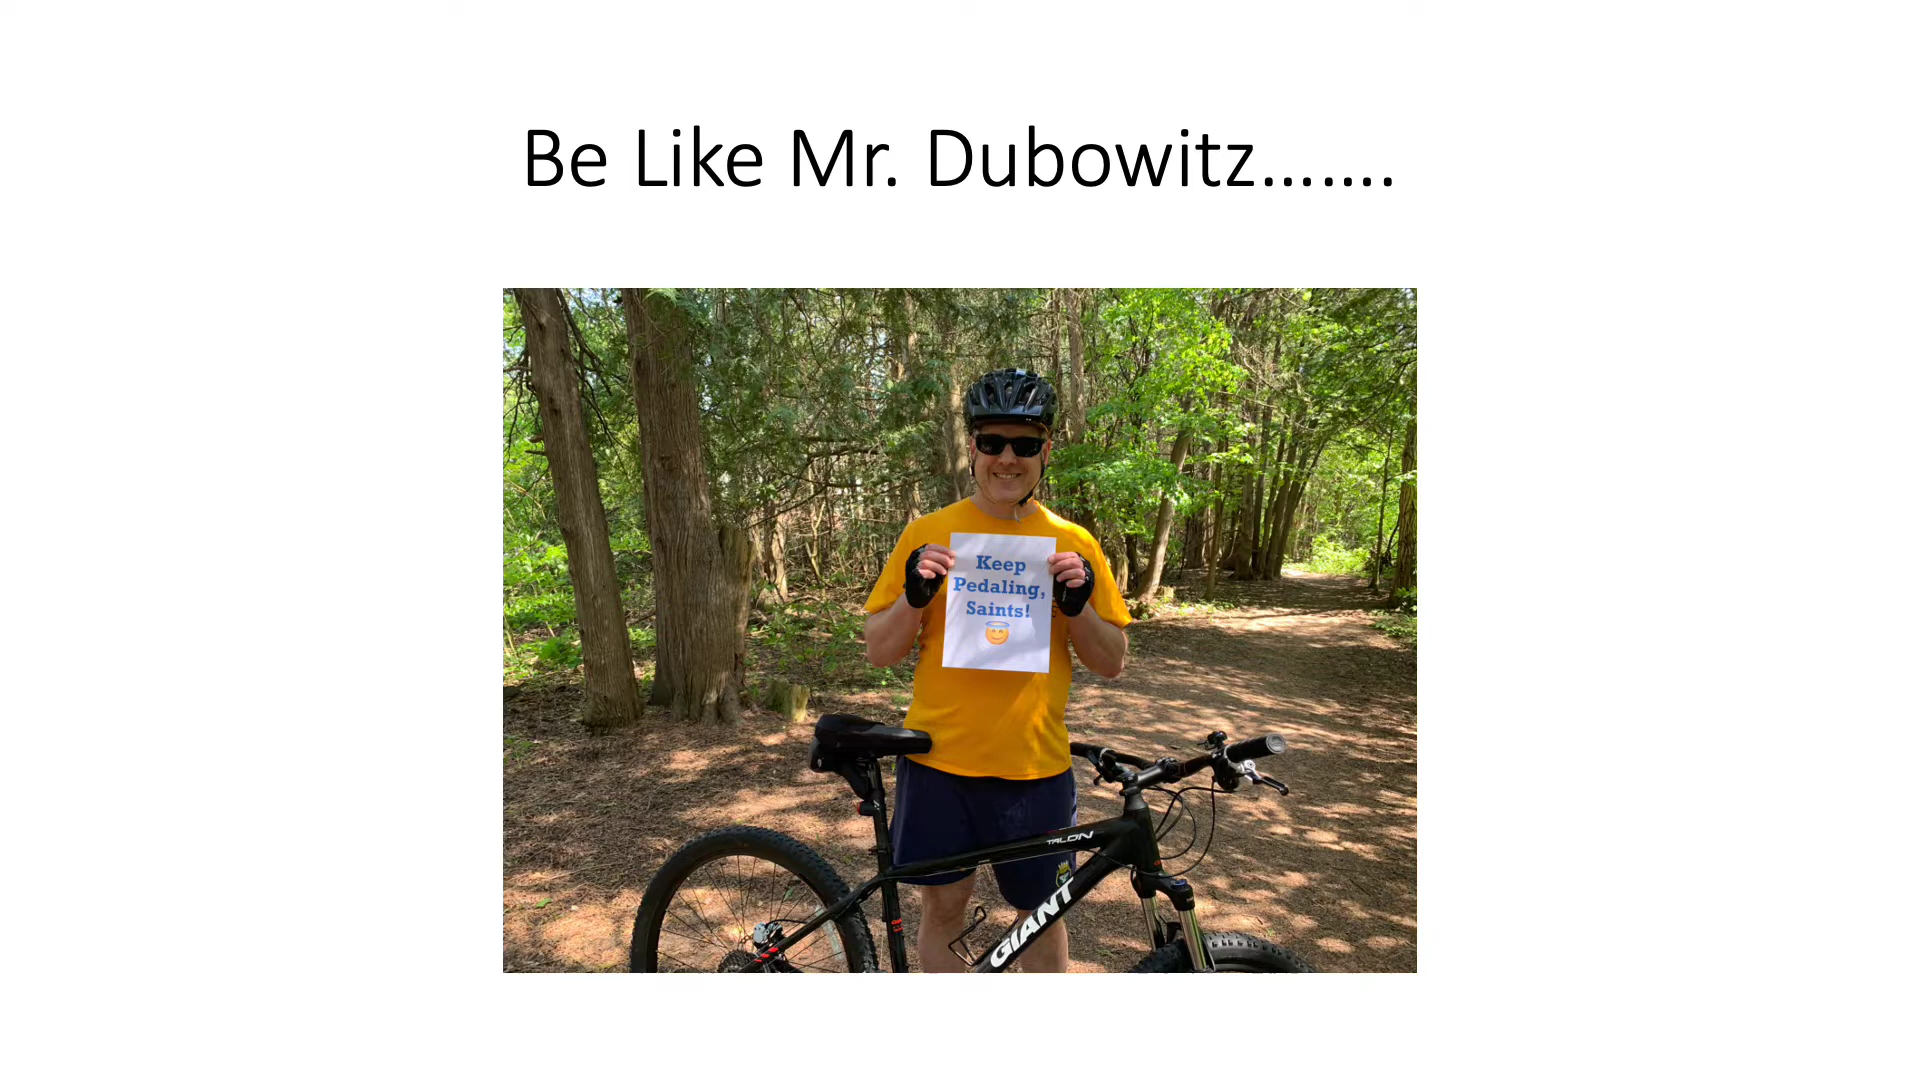 Be Like Mr. Dubowitz…….
Keep
Pedaling,
Saints!
TALON
GIANT